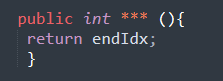 public int *** (){
return endIdx;
}